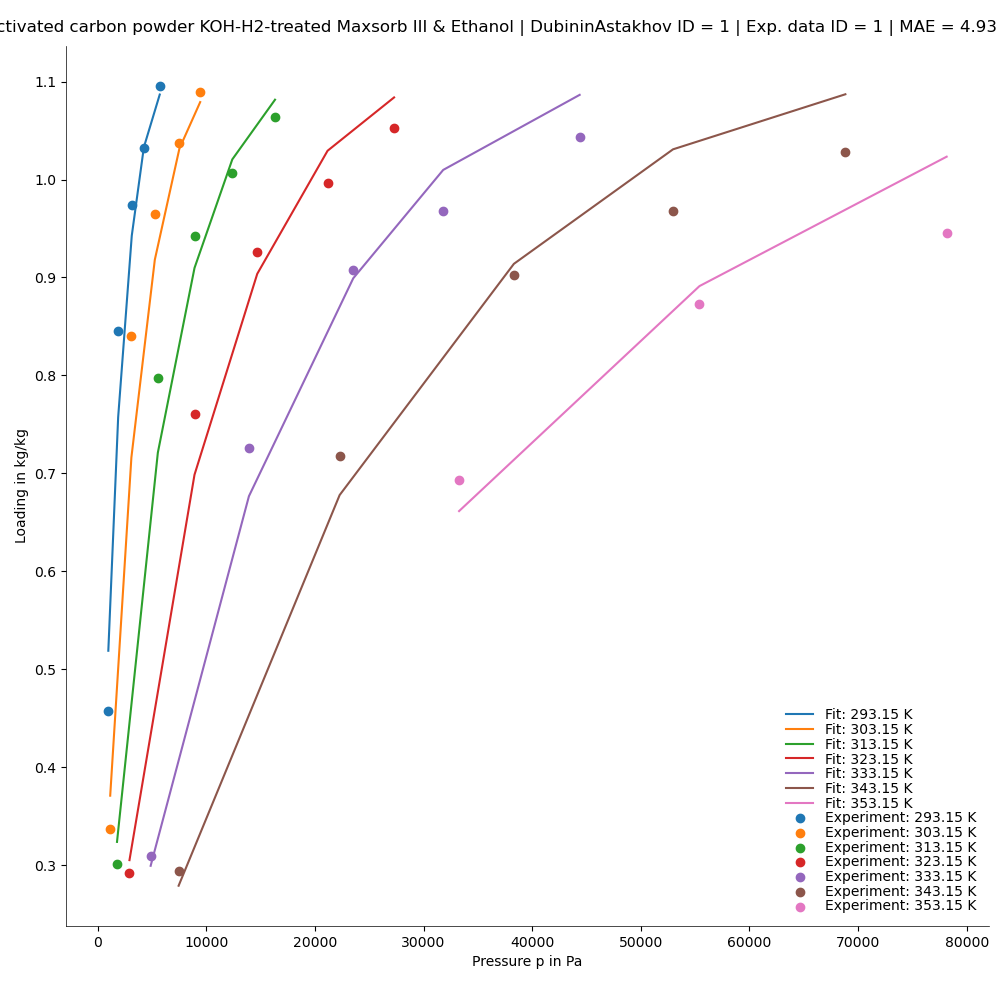 ctivated carbon powder KOH-H2-treated Maxsorb III & Ethanol | DubininAstakhov ID = 1 | Exp. data ID = 1 | MAE = 4.93
1.1
1.0
0.9
0.8
0.7
0.6
0.5
0.4
0.3
Loading in kg/kg
0 10000 20000 30000 40000 50000 60000 70000 80000
Pressure p in Pa
Fit: 293.15 K
Fit: 303.15 K
Fit: 313.15 K
Fit: 323.15 K
Fit: 333.15 K
Fit: 343.15 K
Fit: 353.15 K
Experiment: 293.15 K
Experiment: 303.15 K
Experiment: 313.15 K
Experiment: 323.15 K
Experiment: 333.15 K
Experiment: 343.15 K
Experiment: 353.15 K